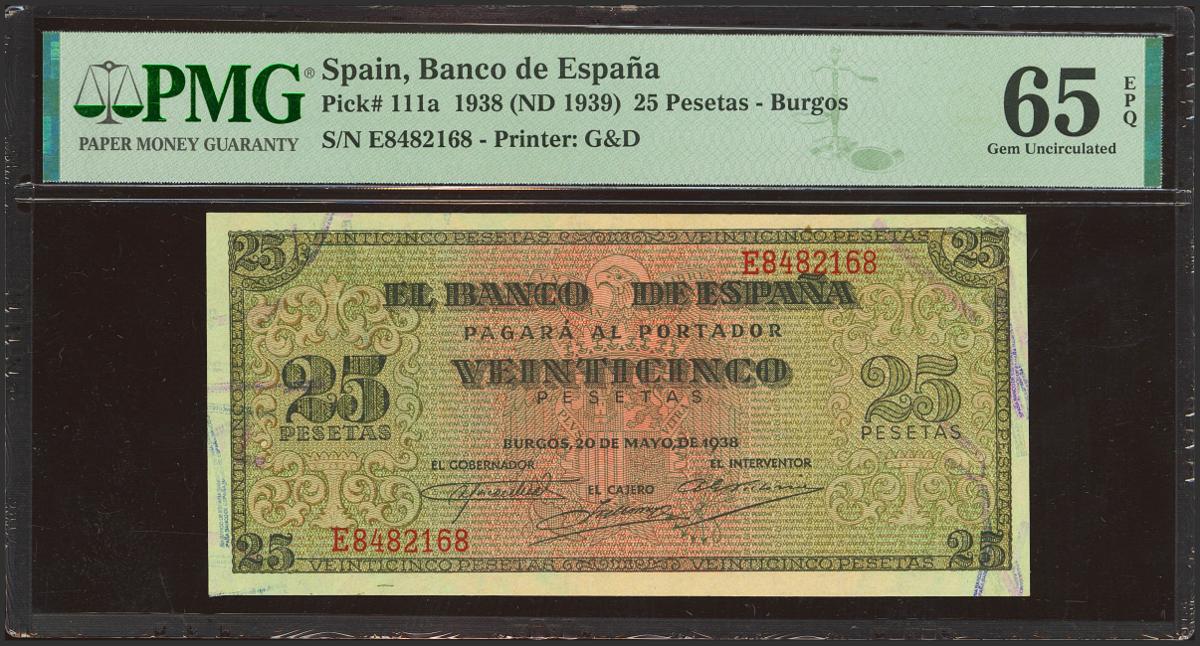 PMG®
PAPER MONEY GUARANTY
Spain, Banco de España
Pick# 111a 1938 (ND 1939) 25 Pesetas - Burgos
S/N E8482168 - Printer: G&D
65 EPQ
Gem Uncirculated
25 VEINTICINCO PESETAS VEINTICINCO PESETAS 25
E8482168
EL BANCO DE ESPAÑA
PAGARÁ AL PORTADOR
VEINTICINCO
PESETAS
25 PESETAS
25 PESETAS
BURGOS, 20 DE MAYO, DE 1938
EL GOBERNADOR
EL INTERVENTOR
EL CAJERO
E8482168
25 VEINTICINCO PESETAS VEINTICINCO PESETAS 25